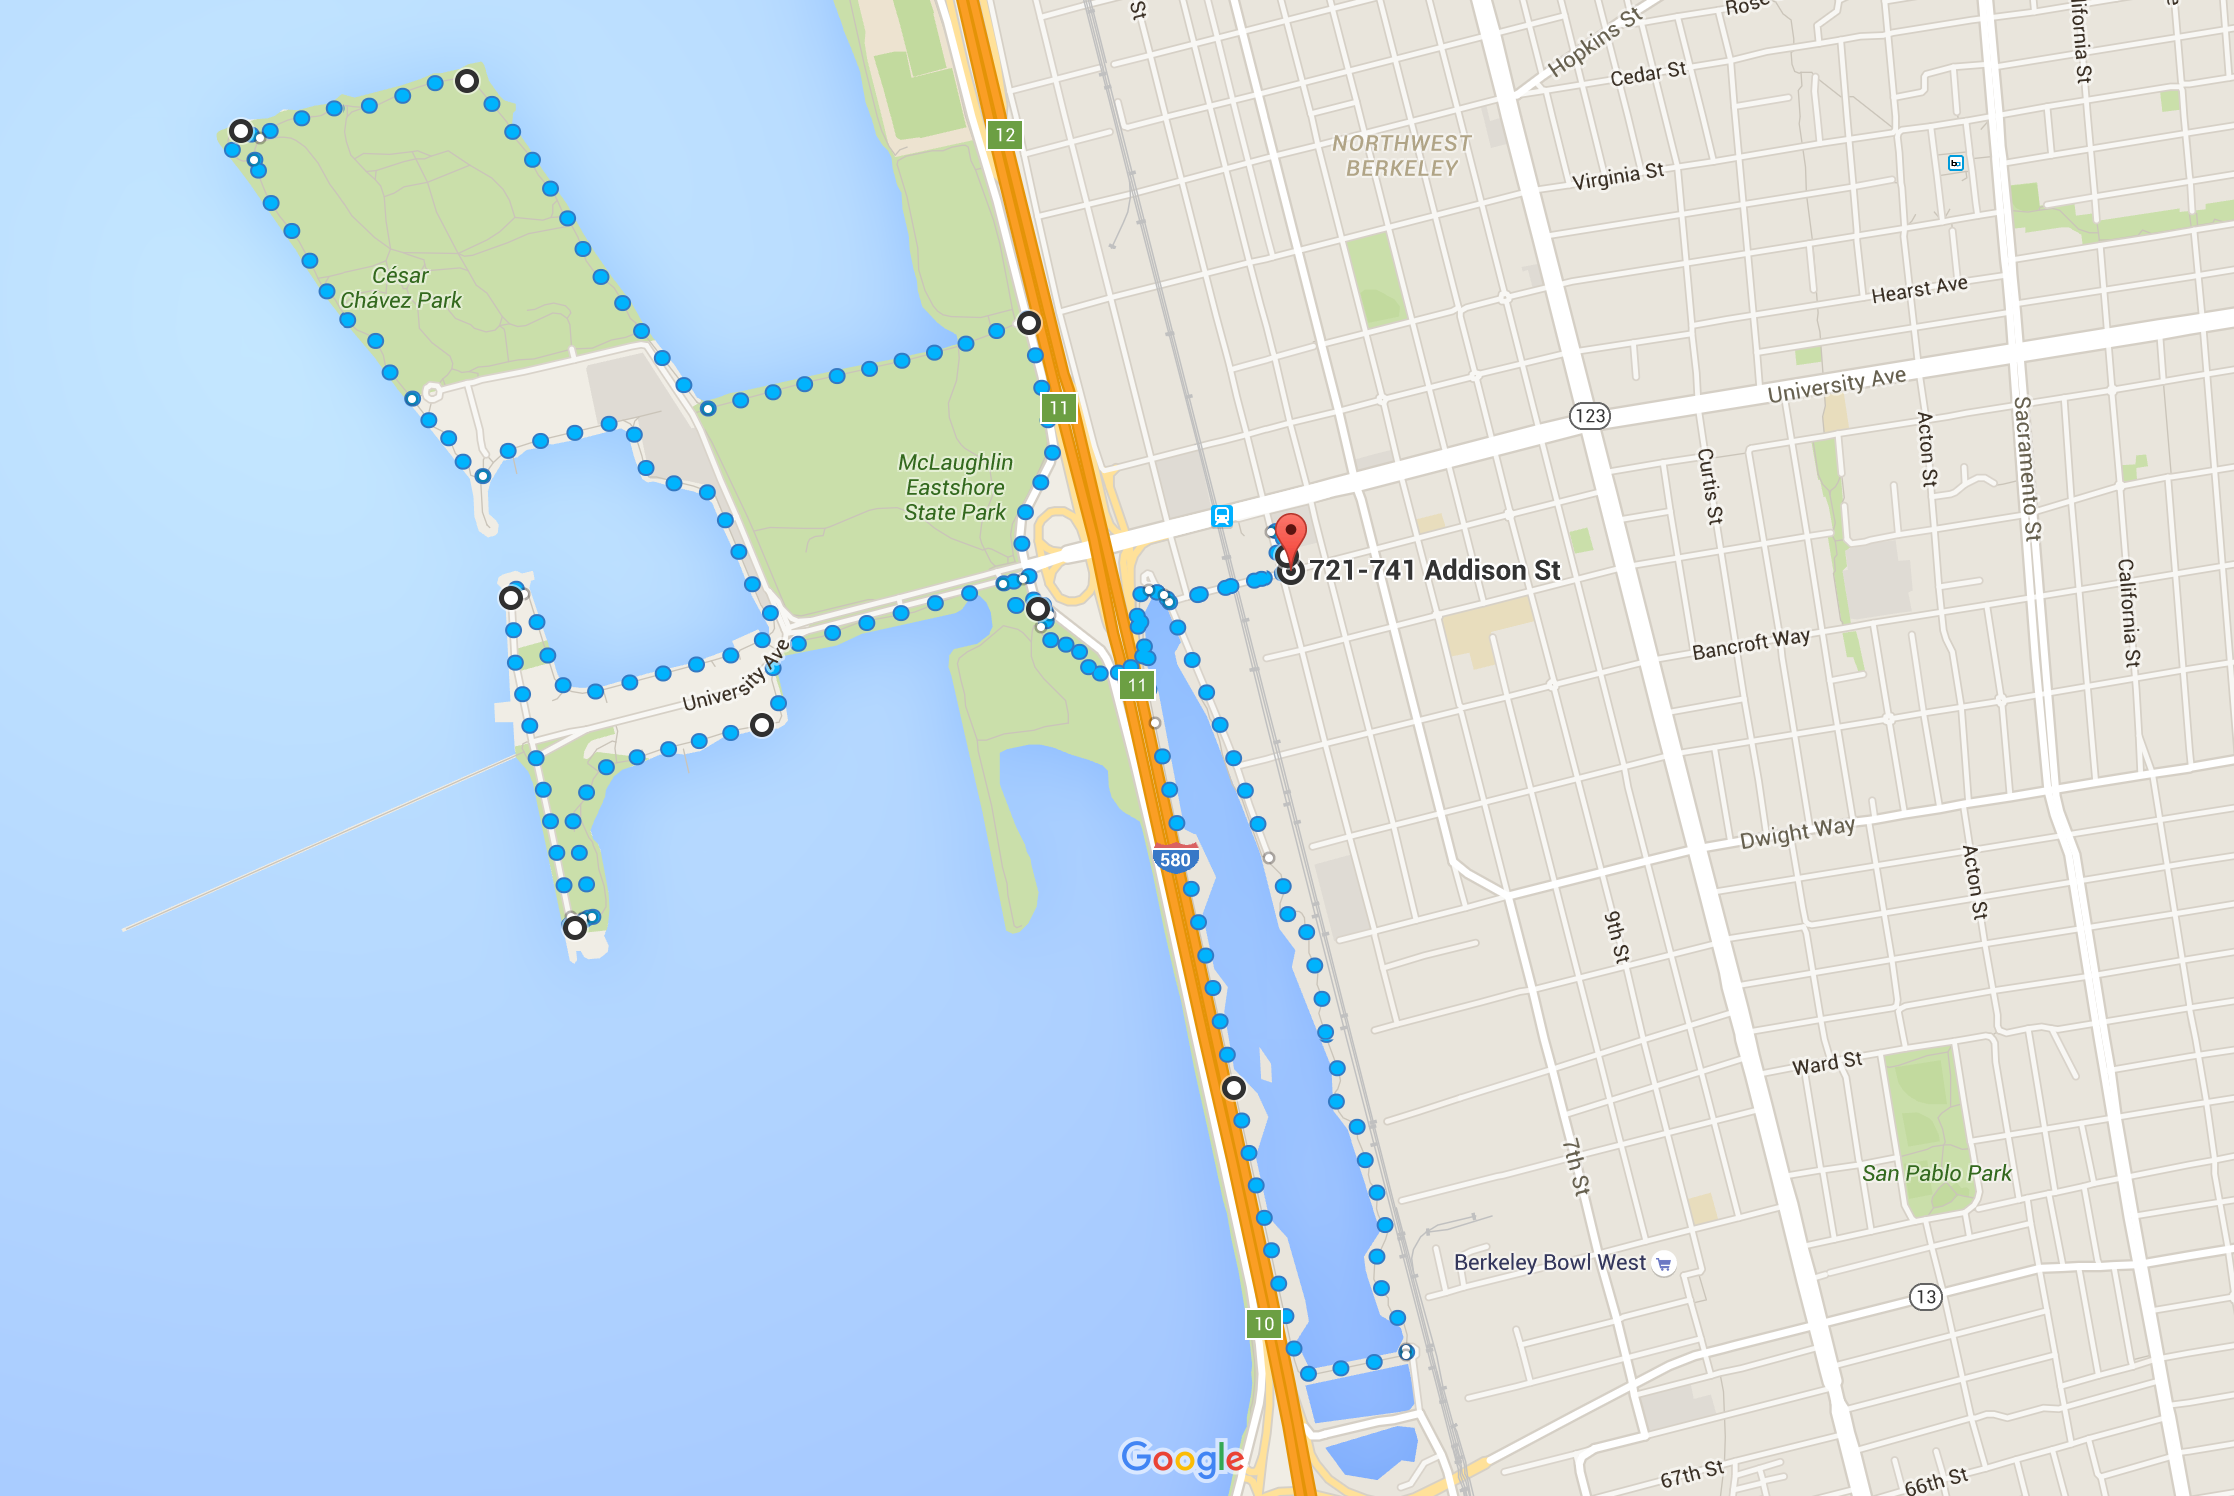 St
Hopkins St
Rose
Cedar St
lifornia St
12
NORTHWEST
BERKELEY
Virginia St
César
Chávez Park
Hearst Ave
University Ave
11
123
Sacramento St
Acton St
Curtis St
McLaughlin
Eastshore
State Park
721-741 Addison St
California St
Bancroft Way
University Ave
11
Dwight Way
580
Acton St
9th St
Ward St
7th St
San Pablo Park
Berkeley Bowl West
13
10
Google
67th St
66th St